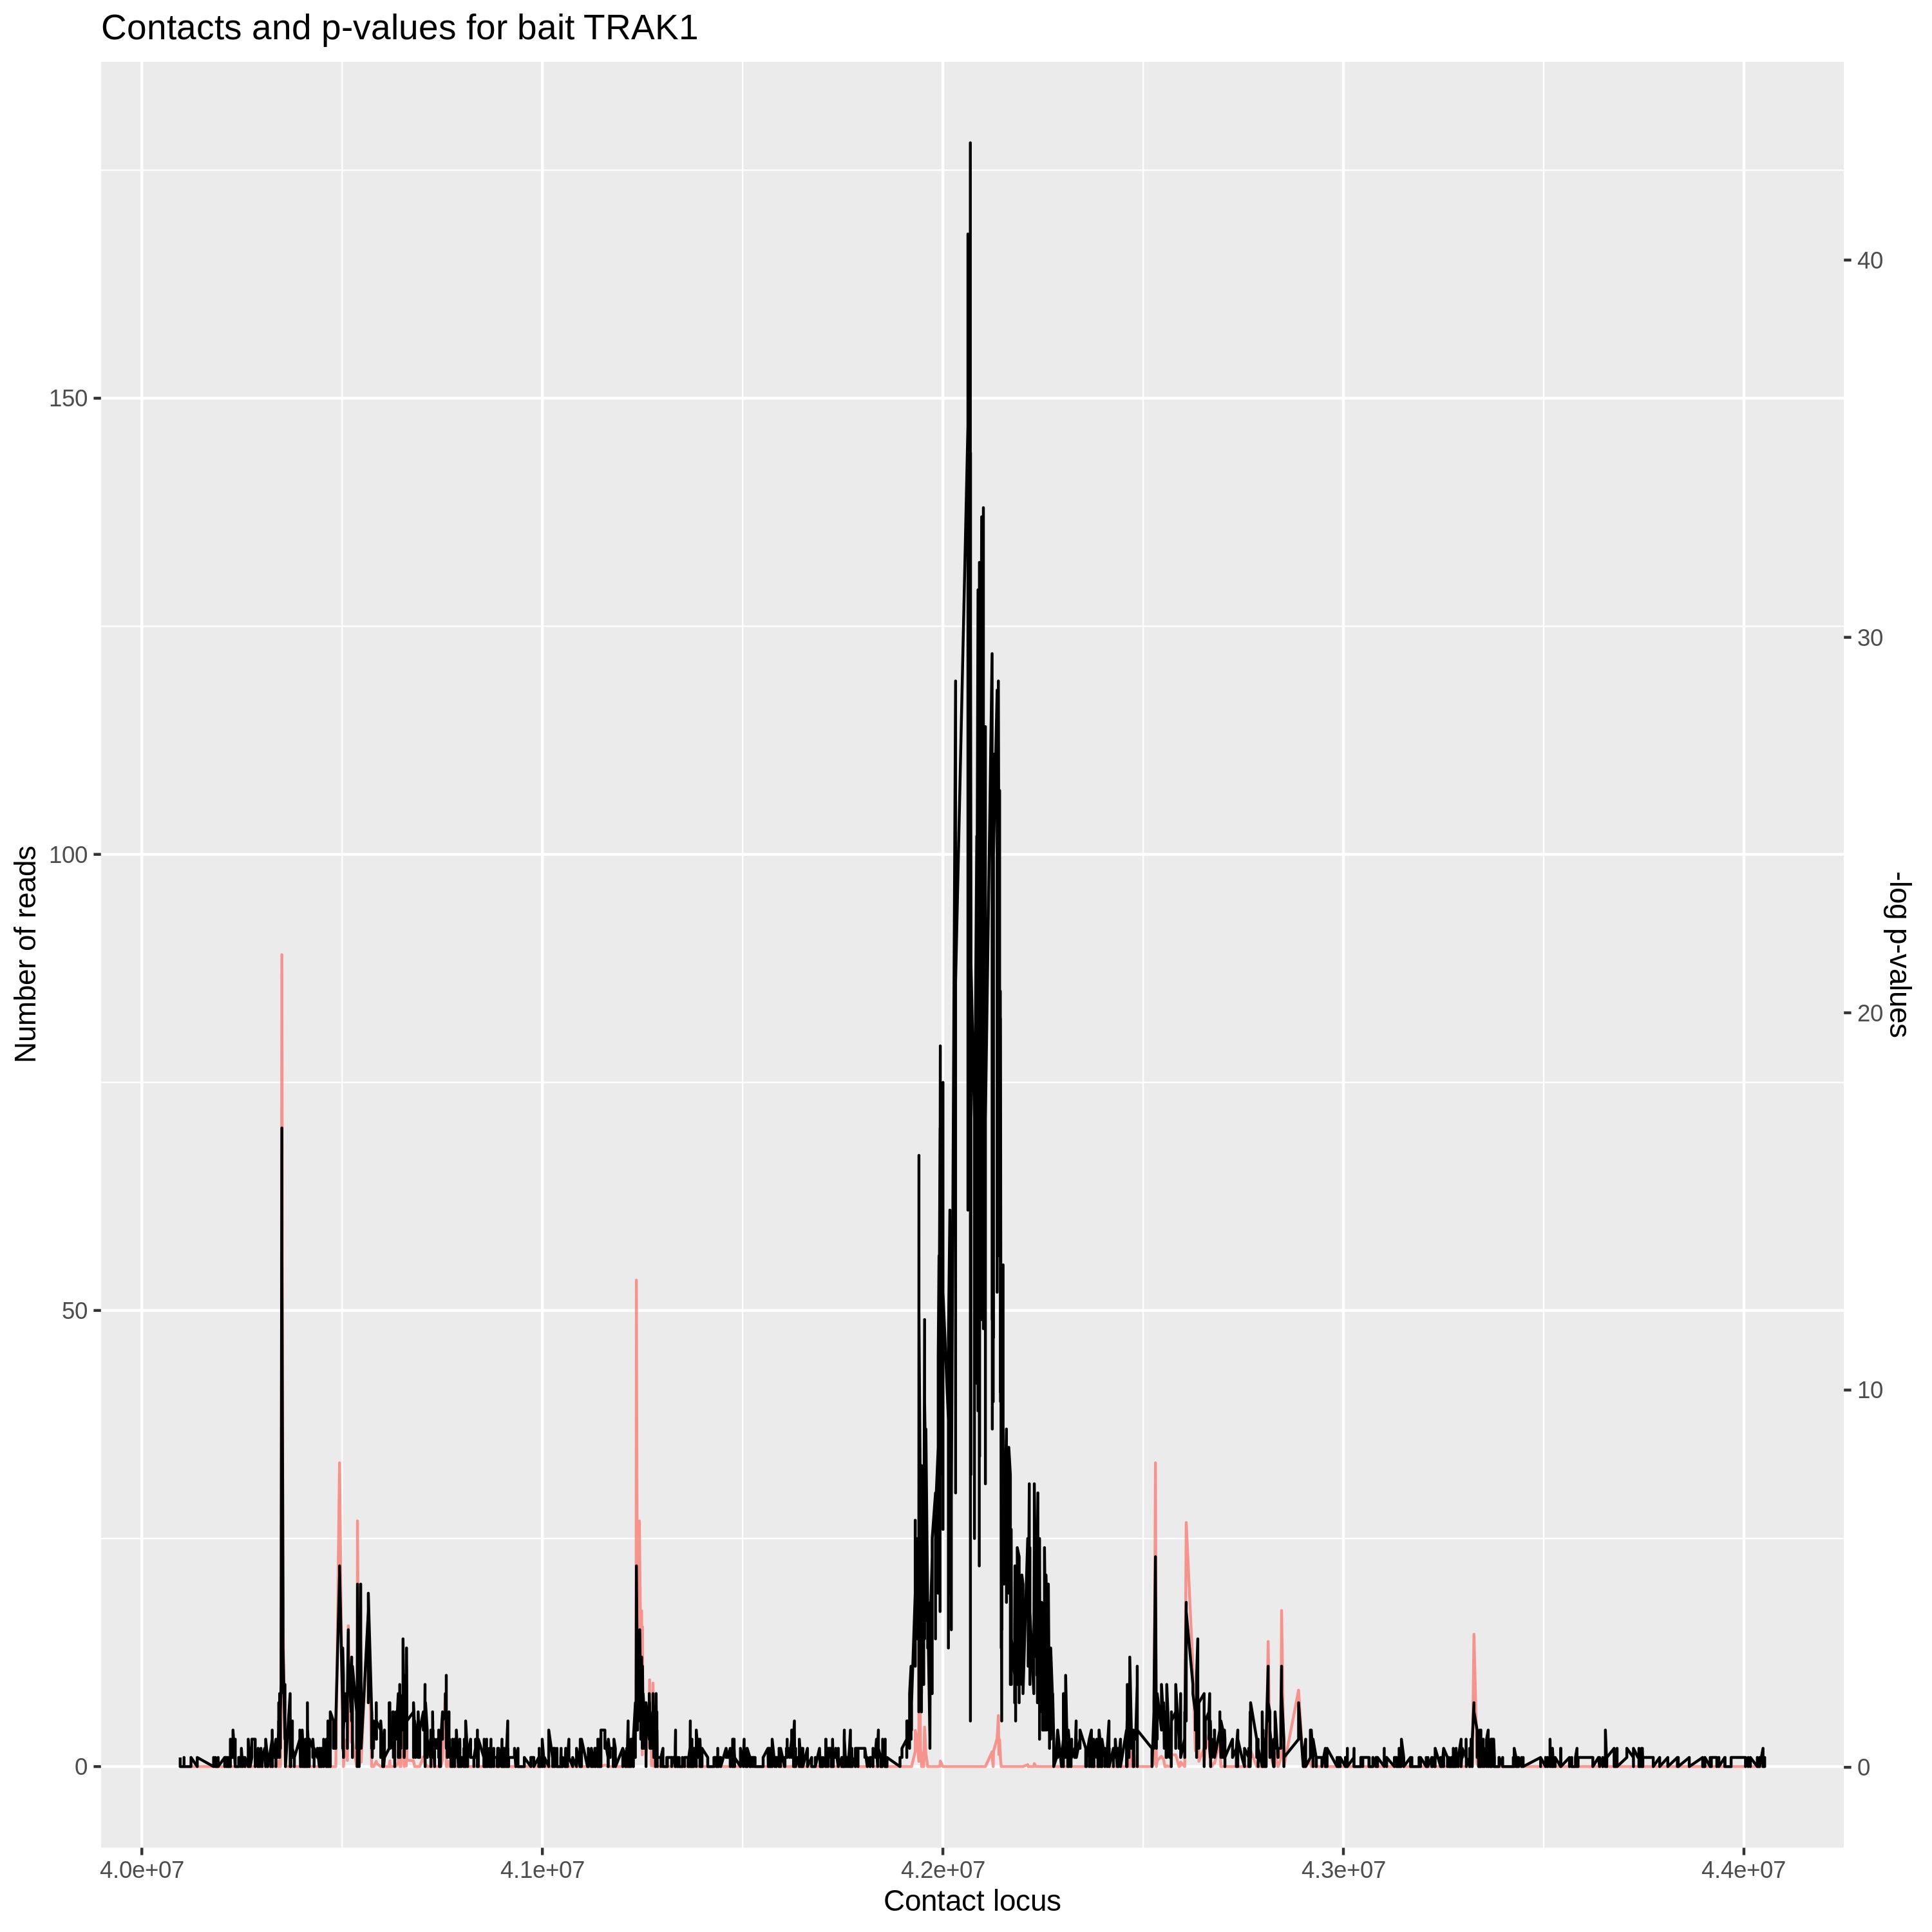 Contacts and p-values for bait TRAK1
Number of reads
150
100
50
0
40
30
20
10
0
-log p-values
4.0e+07
4.1e+07
4.2e+07
4.3e+07
4.4e+07
Contact locus